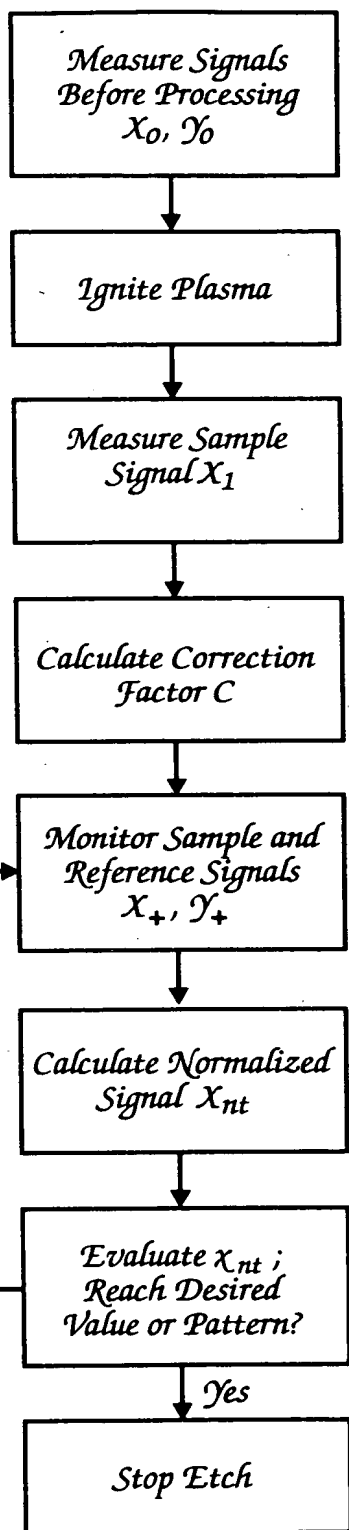 Measure Signals
Before Processing
X0, Y0
Ignite Plasma
Measure Sample
Signal X1
Calculate Correction
Factor C
Monitor Sample and
Reference Signals
X+, Y+
Calculate Normalized
Signal Xnt
Evaluate xnt ;
Reach Desired
Value or Pattern?
Yes
Stop Etch